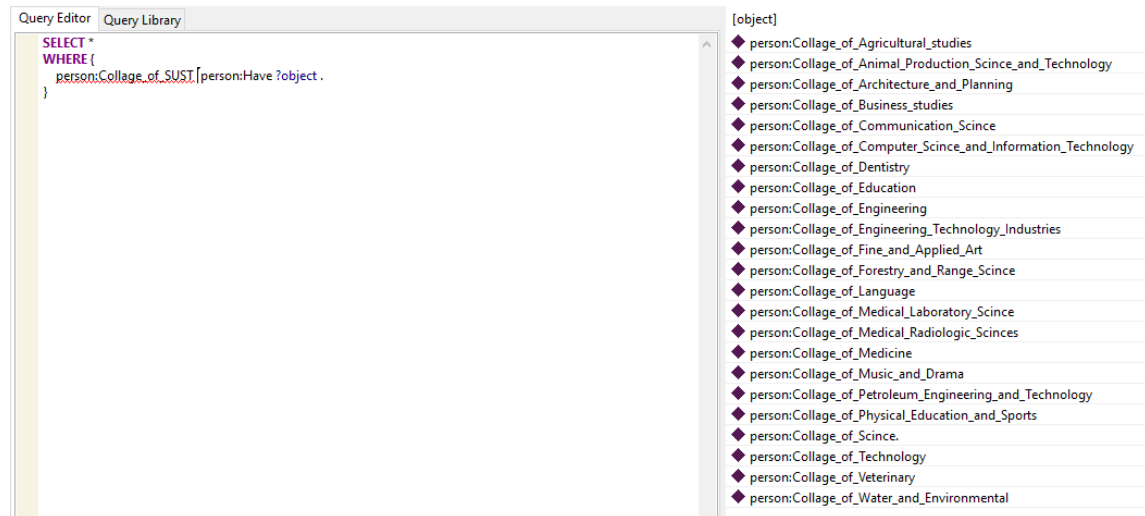 Query Editor
Query Library
SELECT *
WHERE {
person:Collage_of_SUST person:Have ?object .
}
[object]
person:Collage_of_Agricultural_studies
person:Collage_of_Animal_Production_Scince_and_Technology
person:Collage_of_Architecture_and_Planning
person:Collage_of_Business_studies
person:Collage_of_Communication_Scince
person:Collage_of_Computer_Scince_and_Information_Technology
person:Collage_of_Dentistry
person:Collage_of_Education
person:Collage_of_Engineering
person:Collage_of_Engineering_Technology_Industries
person:Collage_of_Fine_and_Applied_Art
person:Collage_of_Forestry_and_Range_Scince
person:Collage_of_Language
person:Collage_of_Medical_Laboratory_Scince
person:Collage_of_Medical_Radiologic_Scinces
person:Collage_of_Medicine
person:Collage_of_Music_and_Drama
person:Collage_of_Petroleum_Engineering_and_Technology
person:Collage_of_Physical_Education_and_Sports
person:Collage_of_Scince.
person:Collage_of_Technology
person:Collage_of_Veterinary
person:Collage_of_Water_and_Environmental